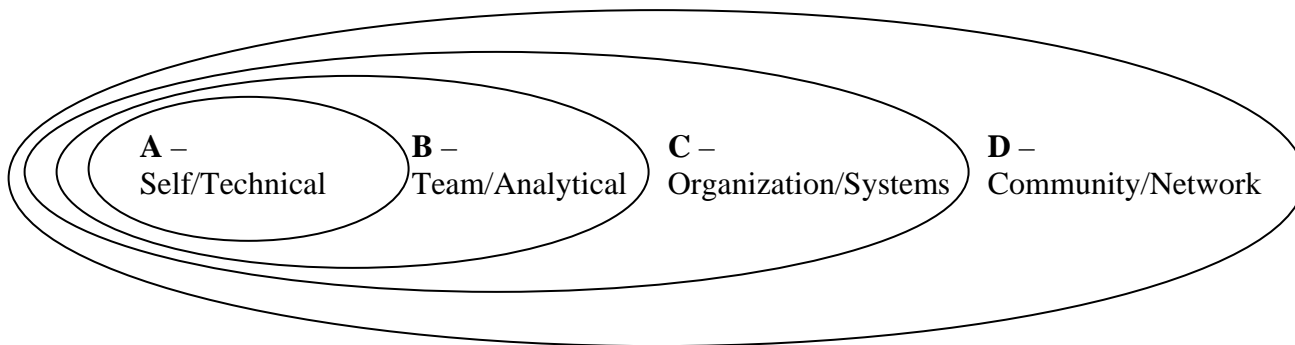 A –
Self/Technical
B –
Team/Analytical
C –
Organization/Systems
D –
Community/Network